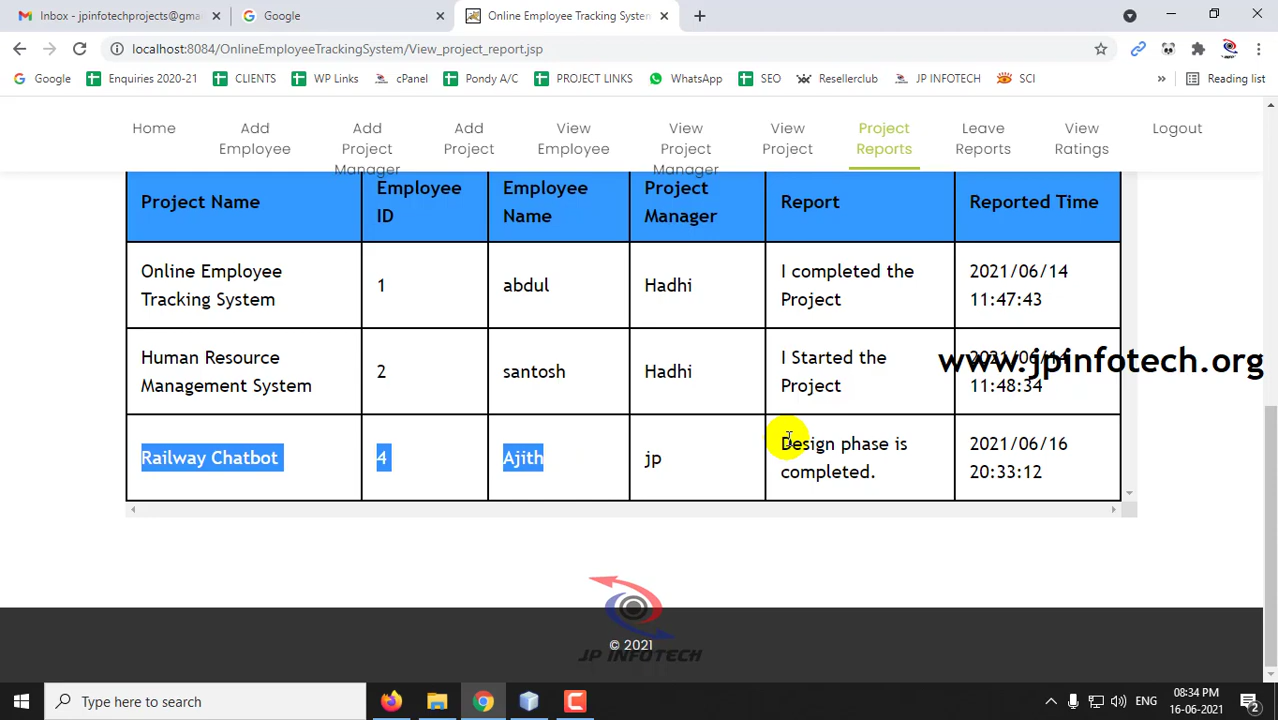 Inbox - jpinfotechprojects@gma
Google
Online Employee Tracking System
localhost:8084/OnlineEmployeeTrackingSystem/View_project_report.jsp
Google
Enquiries 2020-21
CLIENTS
WP Links
cPanel
Pondy A/C
PROJECT LINKS
WhatsApp
SEO
Resellerclub
JP INFOTECH
SCI
»
Reading list
Home
Add
Employee
Add
Project
Manager
Add
Project
View
Employee
View
Project
Manager
View
Project
Project
Reports
Leave
Reports
View
Ratings
Logout
Project Name
Employee
ID
Employee
Name
Project
Manager
Report
Reported Time
Online Employee
Tracking System
1
abdul
Hadhi
I completed the
Project
2021/06/14
11:47:43
Human Resource
Management System
2
santosh
Hadhi
I Started the
Project
2021/06/14
11:48:34
www.jpinfotech.org
Railway Chatbot
4
Ajith
jp
Design phase is
completed.
2021/06/16
20:33:12
© 2021
JP INFOTECH
Type here to search
ENG
08:34 PM
16-06-2021
2